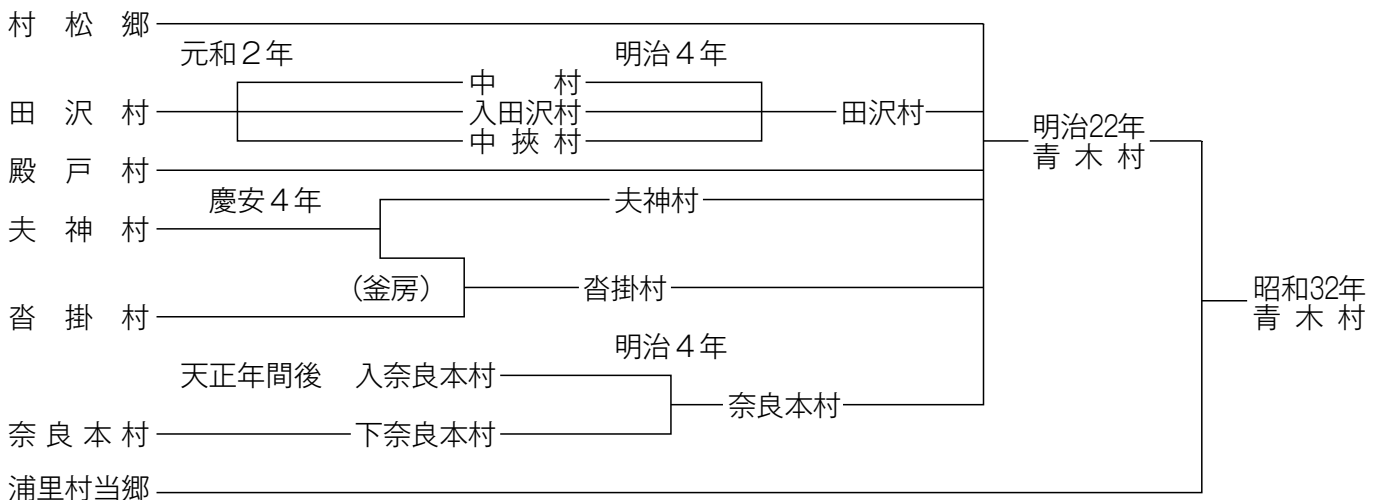 村松郷
元和２年
明治４年
中村
田沢村
入田沢村
田沢村
中挾村
明治22年
青木村
殿戸村
慶安４年
夫神村
夫神村
（釜房）
沓掛村
沓掛村
昭和32年
青木村
明治４年
天正年間後
入奈良本村
奈良本村
奈良本村
下奈良本村
浦里村当郷